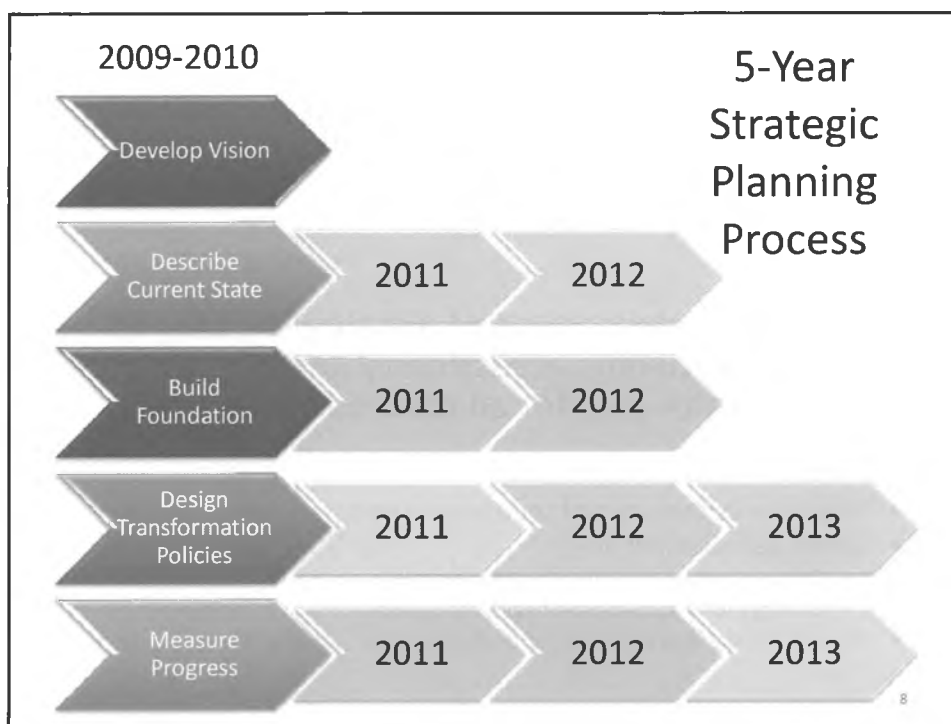 2009-2010
5-Year
Strategic
Planning
Process
Develop Vision
Describe
Current State
2011
2012
Build
Foundation
2011
2012
Design
Transformation
Policies
2011
2012
2013
Measure
Progress
2011
2012
2013
8